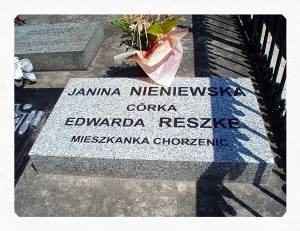 JANINA NIENIEWSKA
CÓRKA
EDWARDA RESZKE
MIESZKANKA CHORZENIC